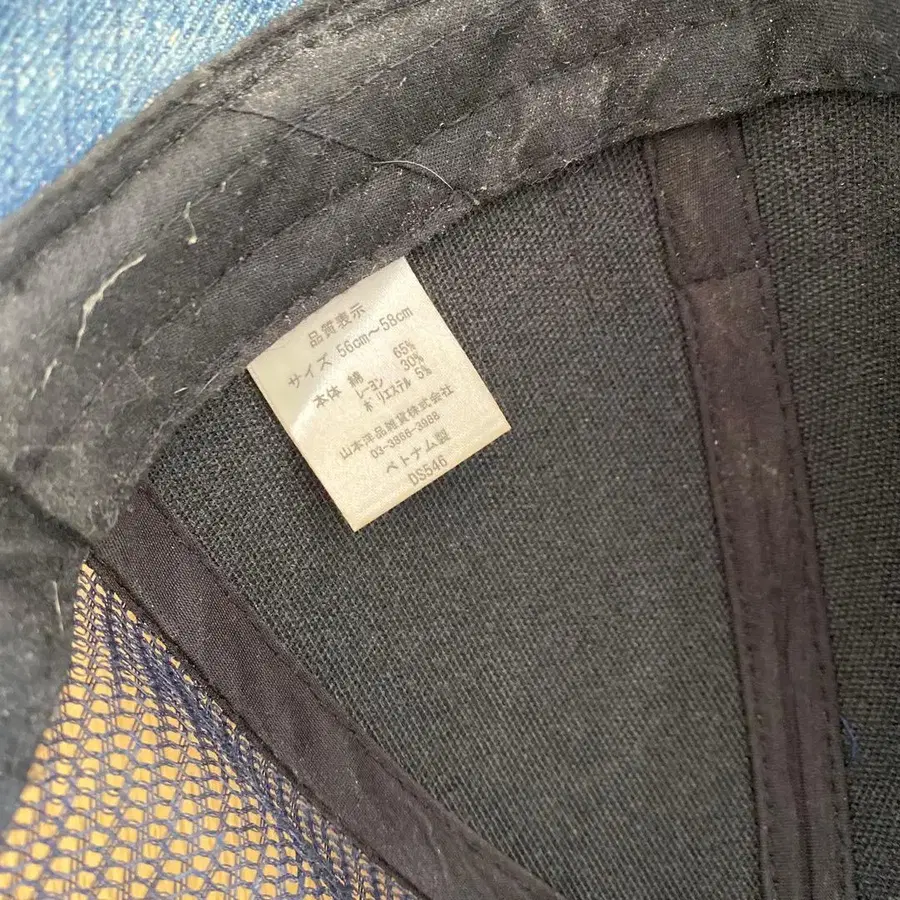 品質表示
サイズ 56cm～58cm
本体 綿 65%
レーヨン 30%
ポリエステル 5%
山本洋品雑貨株式会社
03-3866-3988
ベトナム製
DS546